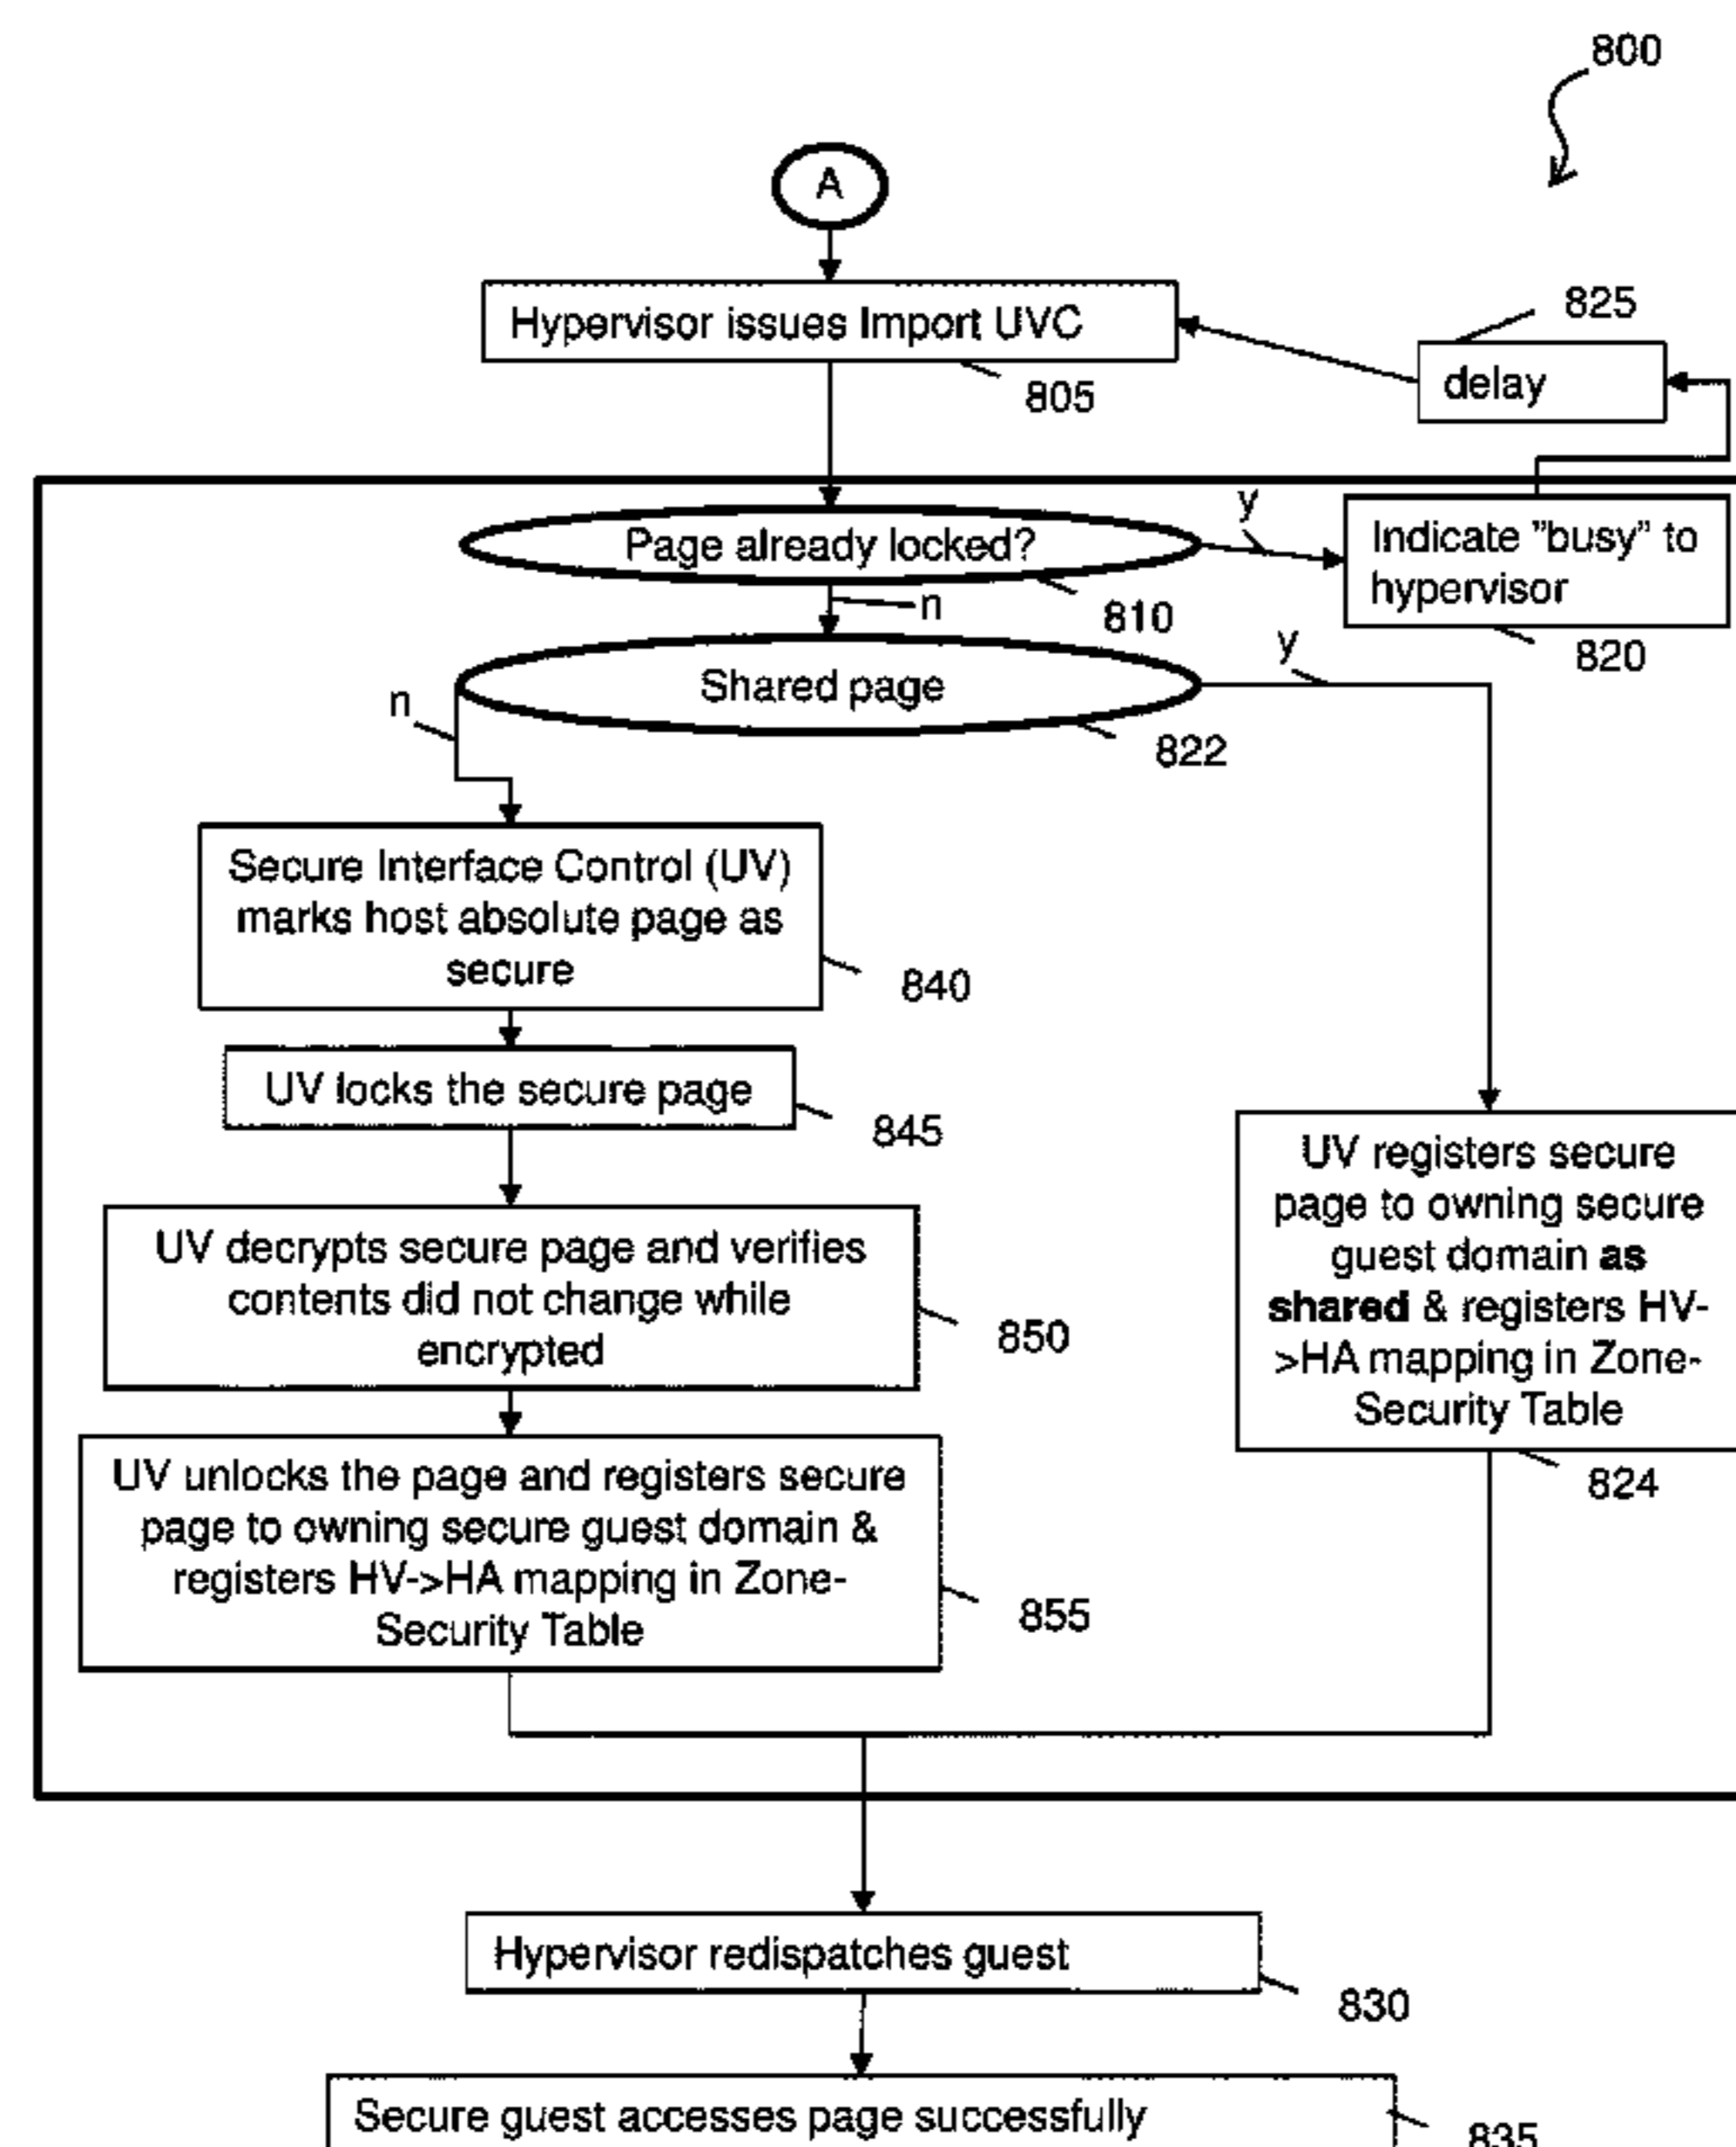 800
A
Hypervisor issues Import UVC
805
825
delay
Page already locked?
810
y
n
Indicate ”busy” to
hypervisor
820
Shared page
822
y
n
Secure Interface Control (UV)
marks host absolute page as
secure
840
UV locks the secure page
845
UV decrypts secure page and verifies
contents did not change while
encrypted
850
UV registers secure
page to owning secure
guest domain as
shared & registers HV-
>HA mapping in Zone-
Security Table
824
UV unlocks the page and registers secure
page to owning secure guest domain &
registers HV->HA mapping in Zone-
Security Table
855
Hypervisor redispatches guest
830
Secure guest accesses page successfully
835